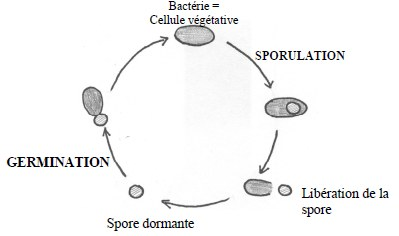 Bactérie =
Cellule végétative
SPORULATION
Libération de la
spore
Spore dormante
GERMINATION